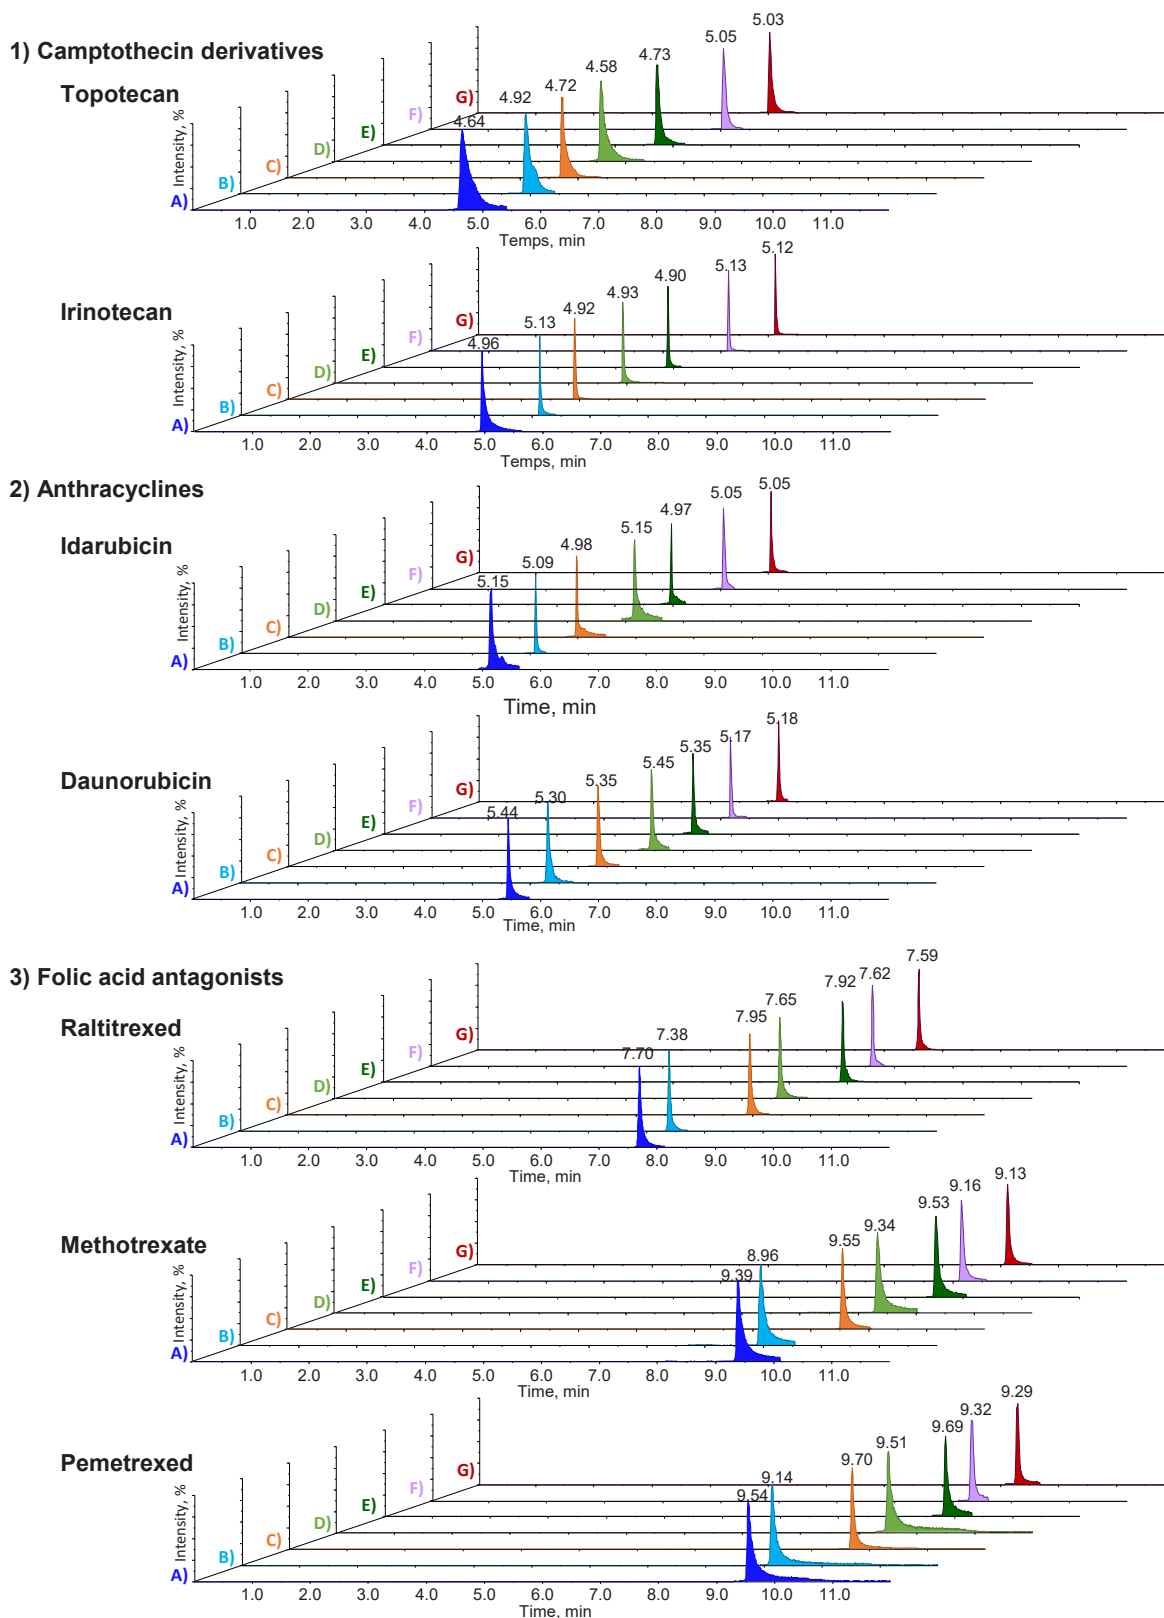 1) Camptothecin derivatives
Topotecan
Intensity, %
A) B) C) D) E) F) G)
4.64 4.92 4.72 4.58 4.73 5.05 5.03
1.0 2.0 3.0 4.0 5.0 6.0 7.0 8.0 9.0 10.0 11.0
Temps, min
Irinotecan
Intensity, %
A) B) C) D) E) F) G)
4.96 5.13 4.92 4.93 4.90 5.13 5.12
1.0 2.0 3.0 4.0 5.0 6.0 7.0 8.0 9.0 10.0 11.0
Temps, min
2) Anthracyclines
Idarubicin
Intensity, %
A) B) C) D) E) F) G)
5.15 5.09 4.98 5.15 4.97 5.05 5.05
1.0 2.0 3.0 4.0 5.0 6.0 7.0 8.0 9.0 10.0 11.0
Time, min
Daunorubicin
Intensity, %
A) B) C) D) E) F) G)
5.44 5.30 5.35 5.45 5.35 5.17 5.18
1.0 2.0 3.0 4.0 5.0 6.0 7.0 8.0 9.0 10.0 11.0
Time, min
3) Folic acid antagonists
Raltitrexed
Intensity, %
A) B) C) D) E) F) G)
7.70 7.38 7.95 7.65 7.92 7.62 7.59
1.0 2.0 3.0 4.0 5.0 6.0 7.0 8.0 9.0 10.0 11.0
Time, min
Methotrexate
Intensity, %
A) B) C) D) E) F) G)
9.39 8.96 9.55 9.34 9.53 9.16 9.13
1.0 2.0 3.0 4.0 5.0 6.0 7.0 8.0 9.0 10.0 11.0
Time, min
Pemetrexed
Intensity, %
A) B) C) D) E) F) G)
9.54 9.14 9.70 9.51 9.69 9.32 9.29
1.0 2.0 3.0 4.0 5.0 6.0 7.0 8.0 9.0 10.0 11.0
Time, min